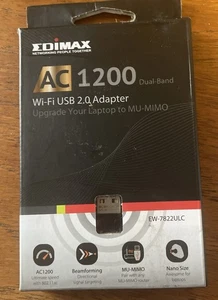 EDIMAX
NETWORKING PEOPLE TOGETHER
AC 1200 Dual-Band
Wi-Fi USB 2.0 Adapter
Upgrade Your Laptop to MU-MIMO
EW-7822ULC
AC1200
Beamforming
MU-MIMO
Nano Size